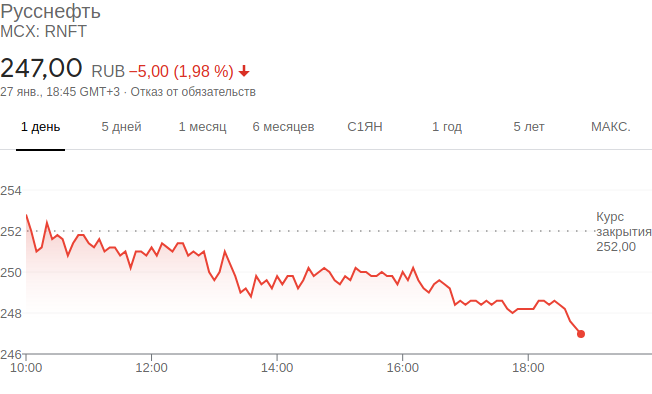 Русснефть
MCX: RNFT
247,00 RUB −5,00 (1,98 %)
27 янв., 18:45 GMT+3 · Отказ от обязательств
1 день 5 дней 1 месяц 6 месяцев С1ЯН 1 год 5 лет МАКС.
254
Курс
252 закрытия
252,00
250
248
246
10:00 12:00 14:00 16:00 18:00